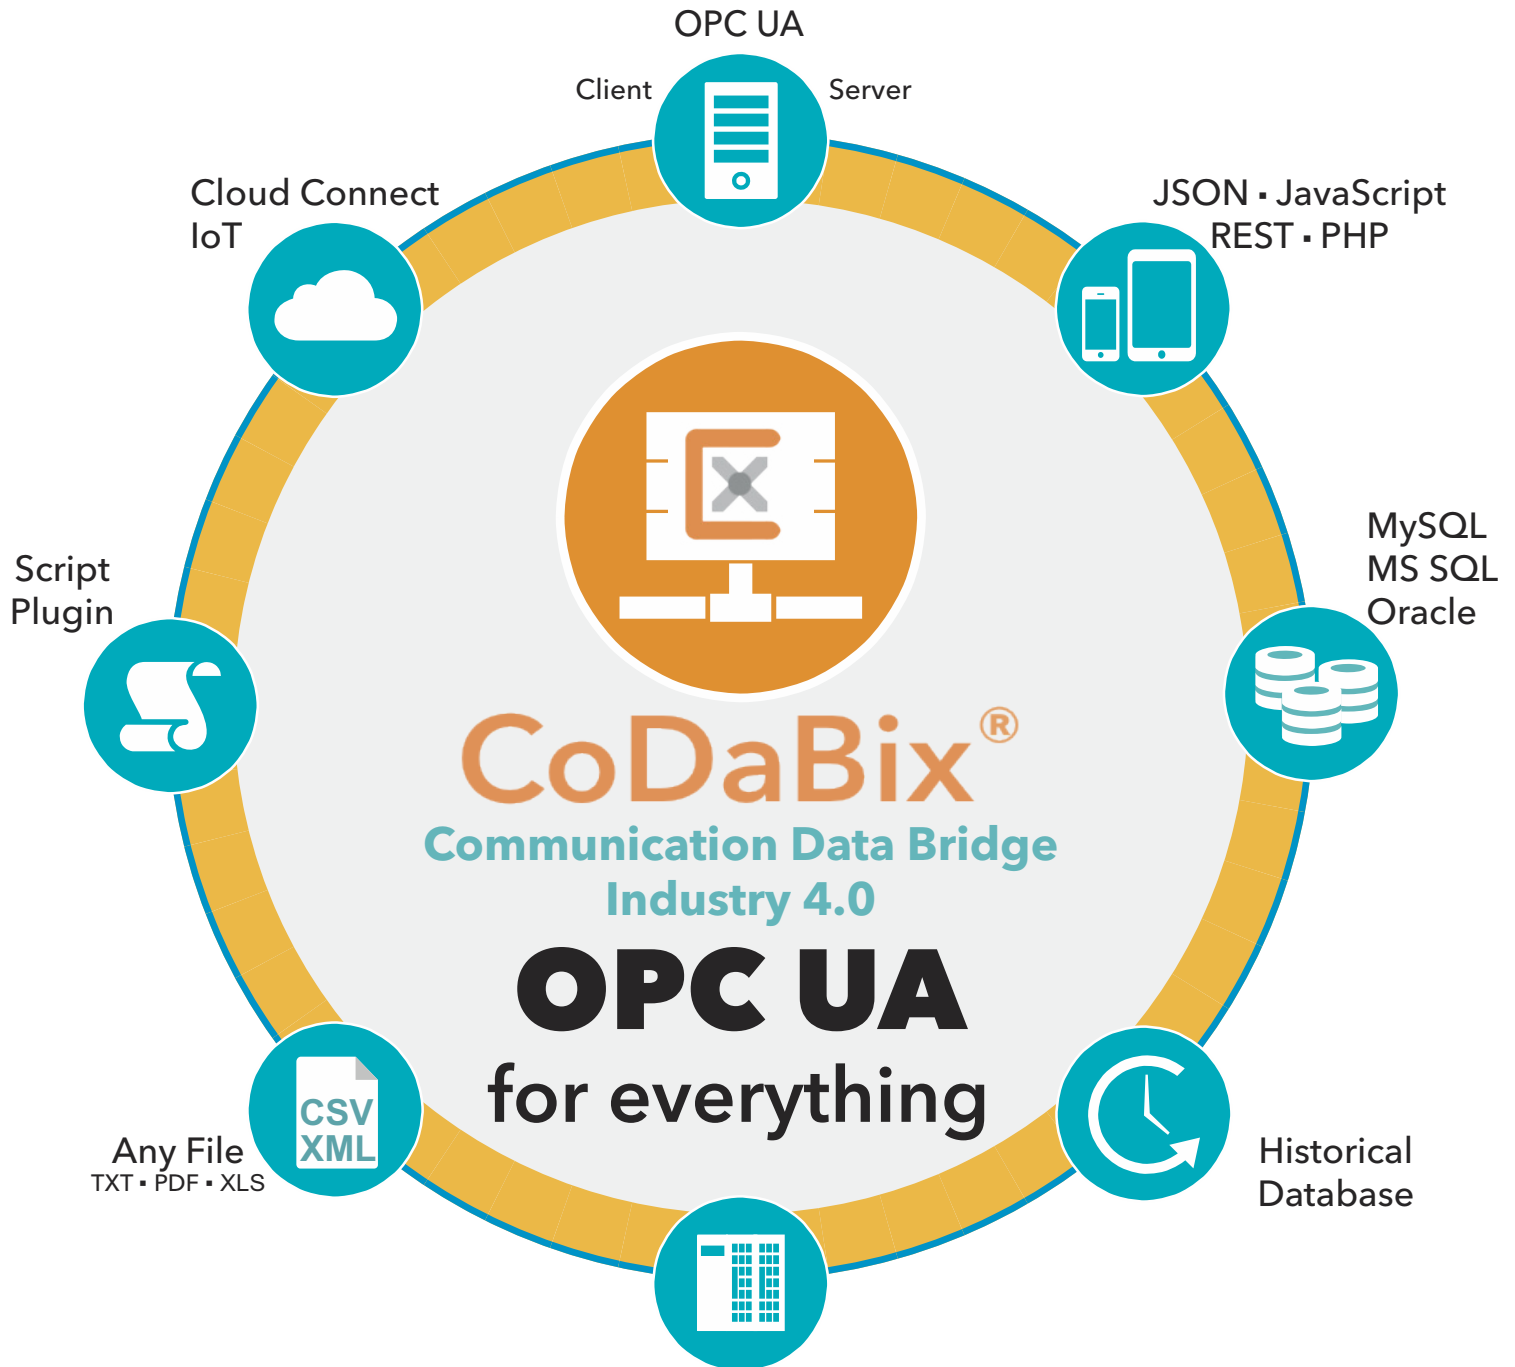 OPC UA
Client Server
Cloud Connect
IoT
JSON ▪ JavaScript
REST ▪ PHP
MySQL
MS SQL
Oracle
Script
Plugin
CoDaBix®
Communication Data Bridge
Industry 4.0
OPC UA
for everything
CSV
XML
Any File
TXT ▪ PDF ▪ XLS
Historical
Database